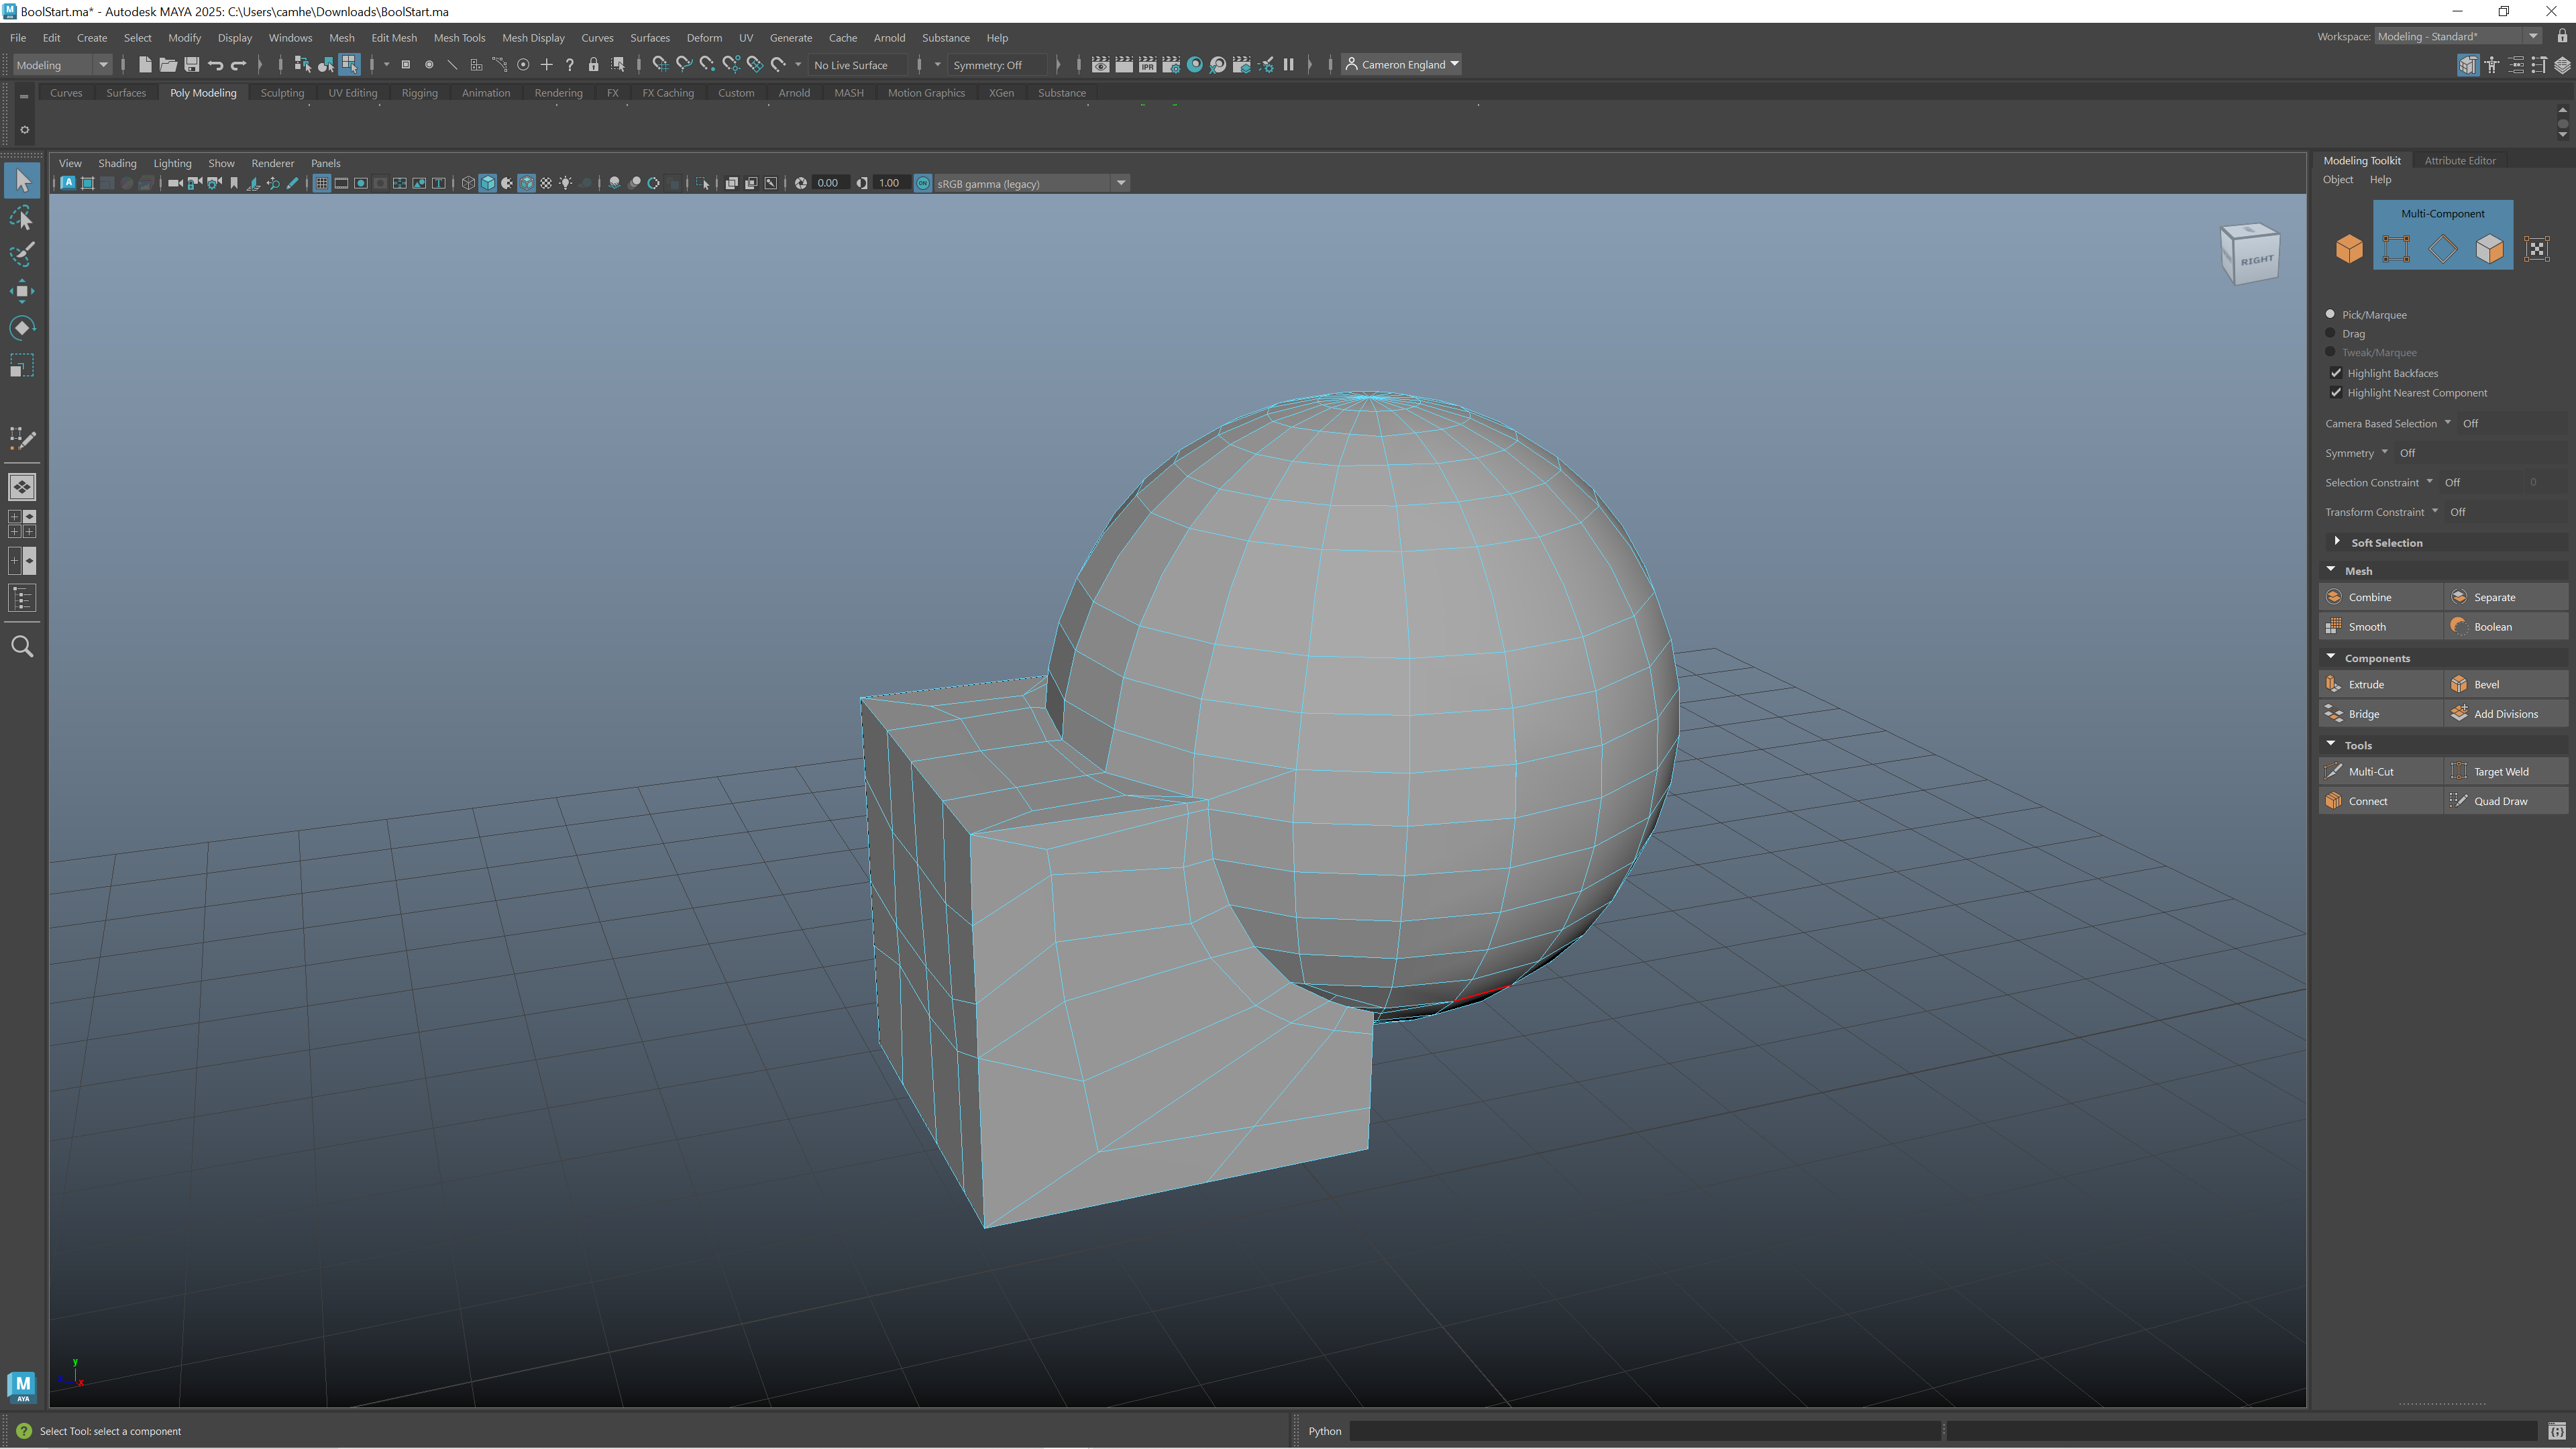 BoolStart.ma* - Autodesk MAYA 2025: C:\Users\camhe\Downloads\BoolStart.ma
File Edit Create Select Modify Display Windows Mesh Edit Mesh Mesh Tools Mesh Display Curves Surfaces Deform UV Generate Cache Arnold Substance Help
Workspace: Modeling - Standard*
Modeling
No Live Surface
Symmetry: Off
IPR
Cameron England
Curves Surfaces Poly Modeling Sculpting UV Editing Rigging Animation Rendering FX FX Caching Custom Arnold MASH Motion Graphics XGen Substance
View Shading Lighting Show Renderer Panels
A
0.00
1.00
ON
sRGB gamma (legacy)
RIGHT
Modeling Toolkit Attribute Editor
Object Help
Multi-Component
Pick/Marquee
Drag
Tweak/Marquee
Highlight Backfaces
Highlight Nearest Component
Camera Based Selection Off
Symmetry Off
Selection Constraint Off 0
Transform Constraint Off
Soft Selection
Mesh
Combine Separate
Smooth Boolean
Components
Extrude Bevel
Bridge Add Divisions
Tools
Multi-Cut Target Weld
Connect Quad Draw
y
x
M
AYA
? Select Tool: select a component
Python